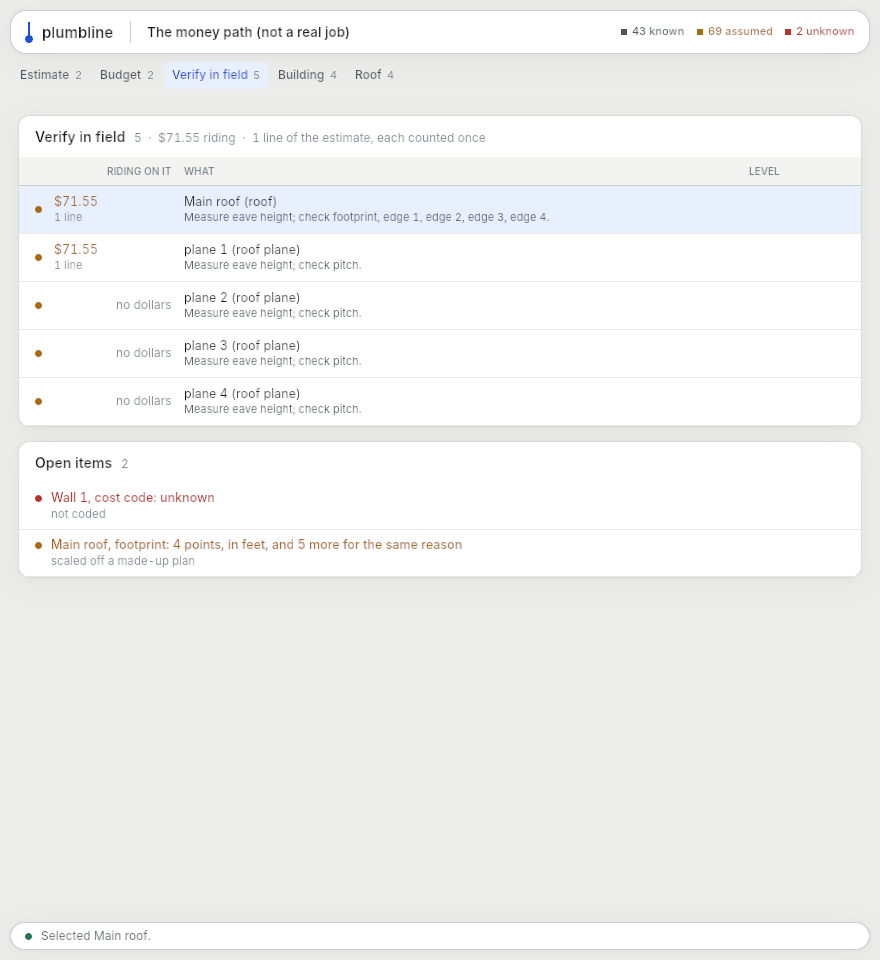 plumbline
The money path (not a real job)
43 known 69 assumed 2 unknown
Estimate 2 Budget 2 Verify in field 5 Building 4 Roof 4
Verify in field 5 · $71.55 riding · 1 line of the estimate, each counted once
RIDING ON IT WHAT LEVEL
$71.55 Main roof (roof)
1 line Measure eave height; check footprint, edge 1, edge 2, edge 3, edge 4.
$71.55 plane 1 (roof plane)
1 line Measure eave height; check pitch.
no dollars plane 2 (roof plane)
Measure eave height; check pitch.
no dollars plane 3 (roof plane)
Measure eave height; check pitch.
no dollars plane 4 (roof plane)
Measure eave height; check pitch.
Open items 2
Wall 1, cost code: unknown
not coded
Main roof, footprint: 4 points, in feet, and 5 more for the same reason
scaled off a made-up plan
Selected Main roof.